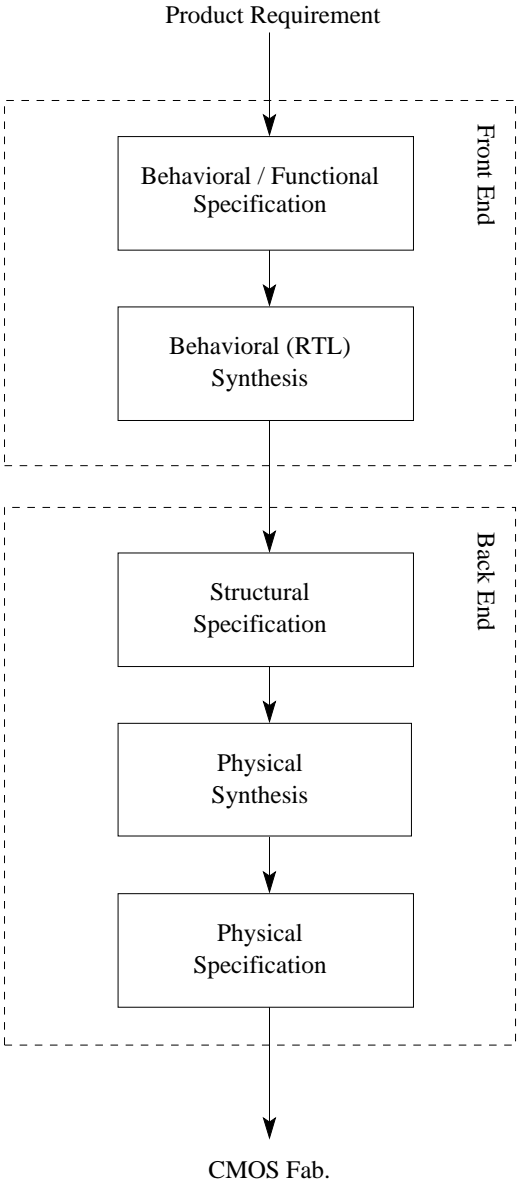 Product Requirement
Front End
Behavioral / Functional
Specification
Behavioral (RTL)
Synthesis
Back End
Structural
Specification
Physical
Synthesis
Physical
Specification
CMOS Fab.